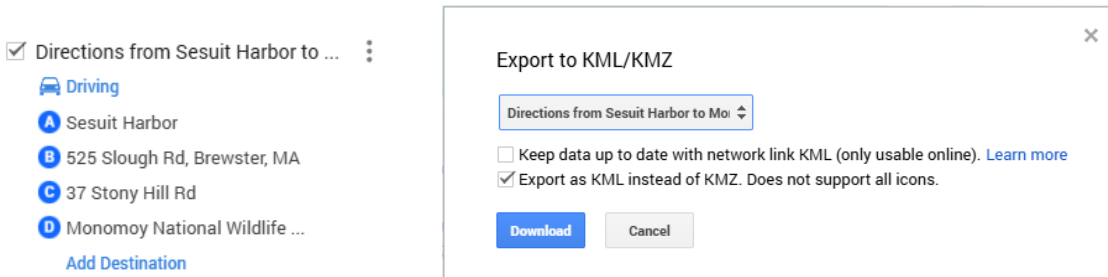 Directions from Sesuit Harbor to ...
Driving
A Sesuit Harbor
B 525 Slough Rd, Brewster, MA
C 37 Stony Hill Rd
D Monomoy National Wildlife ...
Add Destination
Export to KML/KMZ
Directions from Sesuit Harbor to Mo
Keep data up to date with network link KML (only usable online). Learn more
Export as KML instead of KMZ. Does not support all icons.
Download Cancel